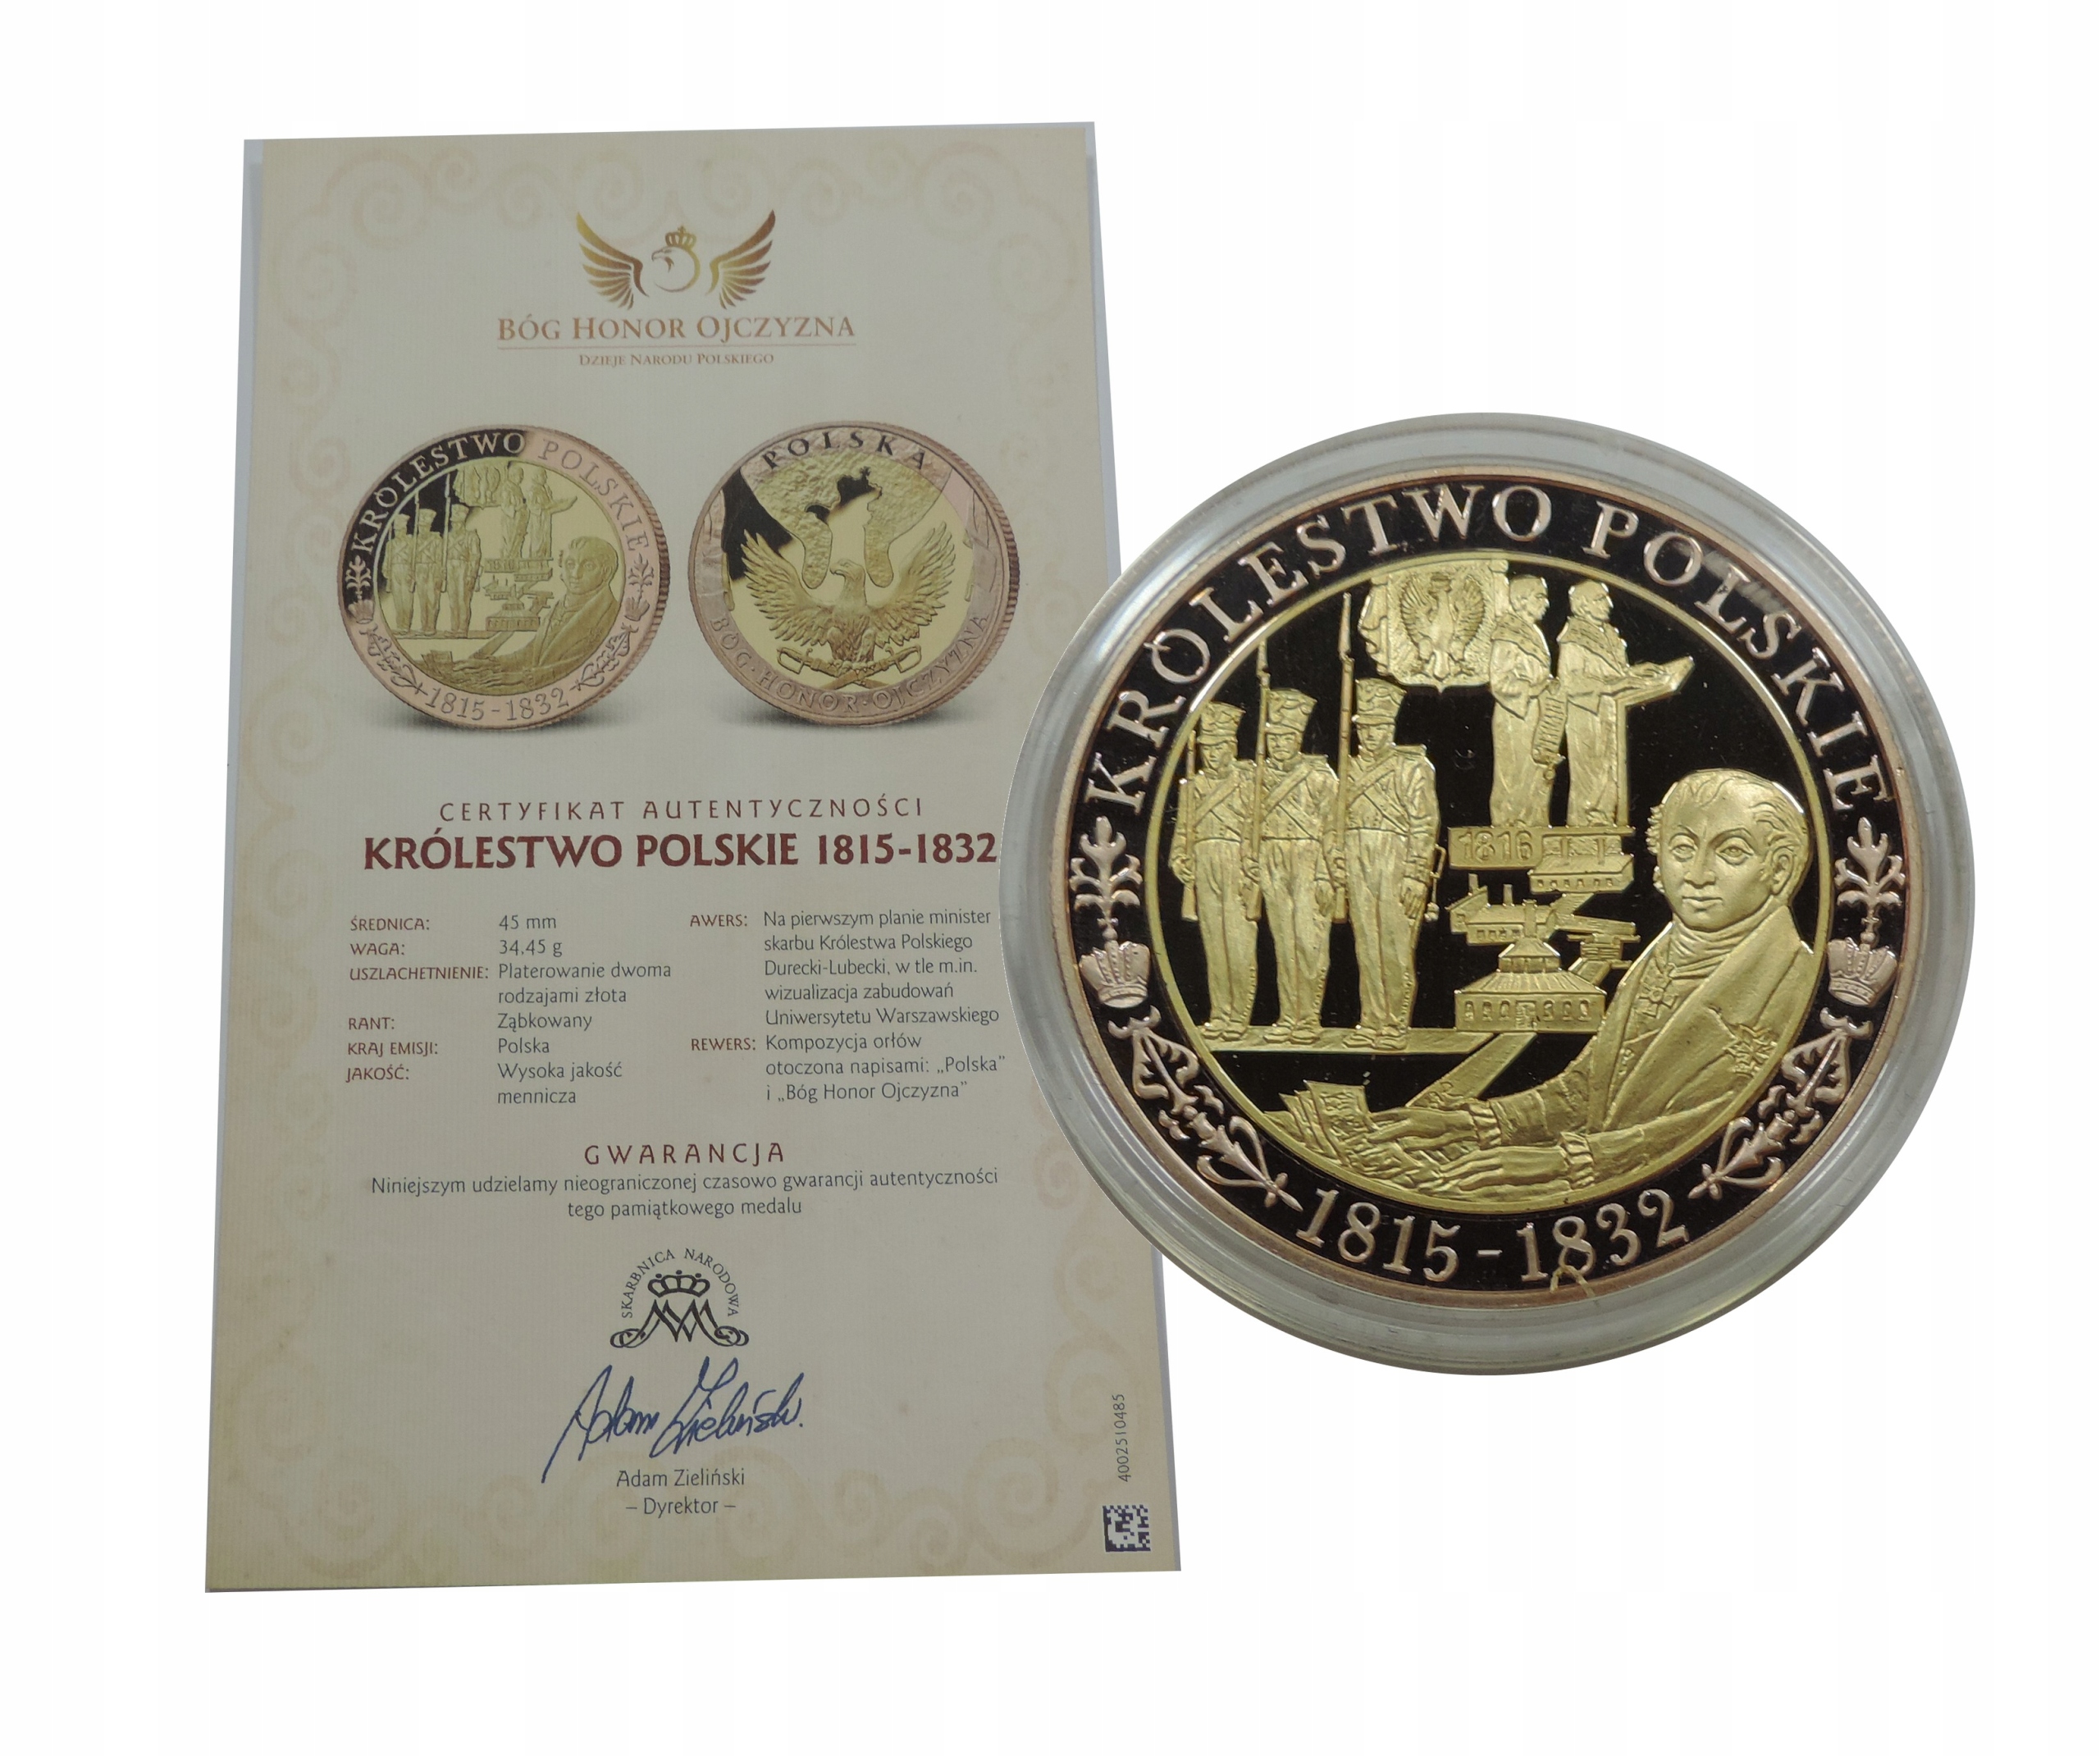 BÓG HONOR OJCZYZNA
DZIEJE NARODU POLSKIEGO
KRÓLESTWO POLSKIE
1815-1832
POLSKA
BÓG·HONOR·OJCZYZNA
CERTYFIKAT AUTENTYCZNOŚCI
KRÓLESTWO POLSKIE 1815-1832
ŚREDNICA: 45 mm
WAGA: 34,45 g
USZLACHETNIENIE: Platerowanie dwoma
rodzajami złota
RANT: Ząbkowany
KRAJ EMISJI: Polska
JAKOŚĆ: Wysoka jakość
mennicza
AWERS: Na pierwszym planie minister
skarbu Królestwa Polskiego
Durecki-Lubecki, w tle m.in.
wizualizacja zabudowań
Uniwersytetu Warszawskiego
REWERS: Kompozycja orłów
otoczona napisami: „Polska”
i „Bóg Honor Ojczyzna”
GWARANCJA
Niniejszym udzielamy nieograniczonej czasowo gwarancji autentyczności
tego pamiątkowego medalu
SKARBNICA NARODOWA
Adam Zieliński
Adam Zieliński
– Dyrektor –
4002510485
KRÓLESTWO POLSKIE
1816
1815-1832